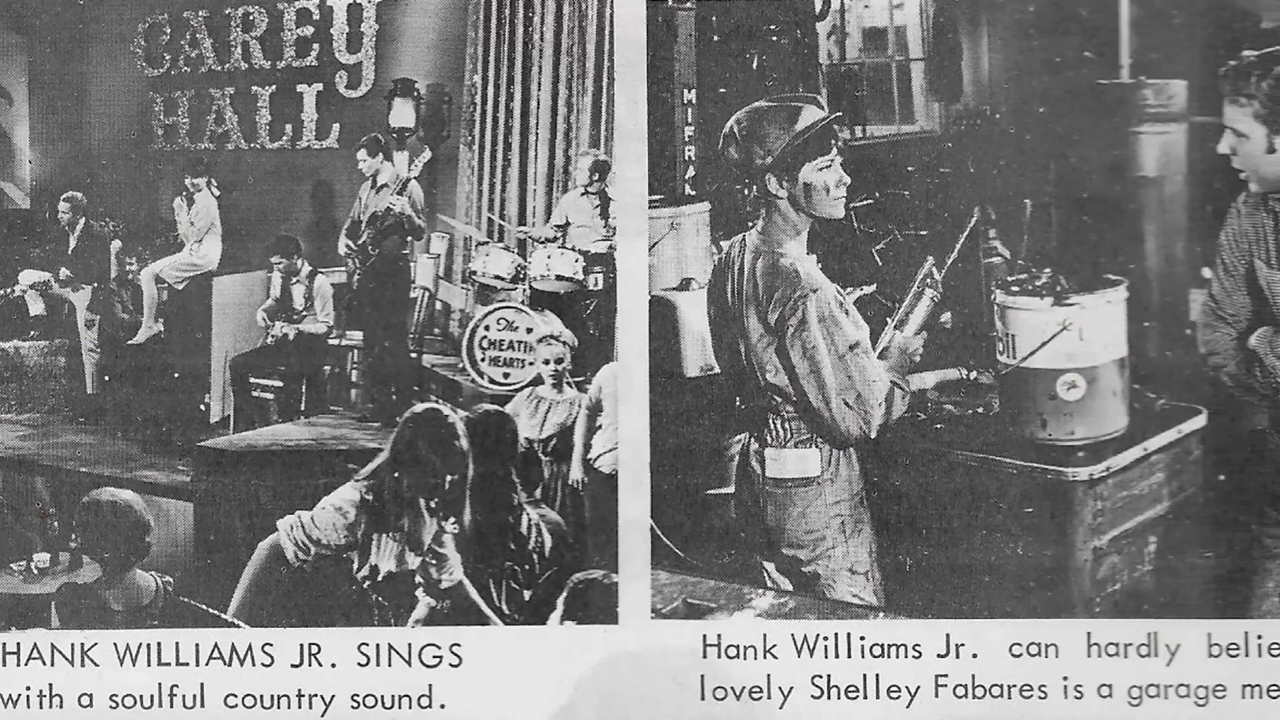 CAREY
HALL
The
CHEATIN
HEARTS
HANK WILLIAMS JR. SINGS
with a soulful country sound.
Hank Williams Jr. can hardly belie
lovely Shelley Fabares is a garage me